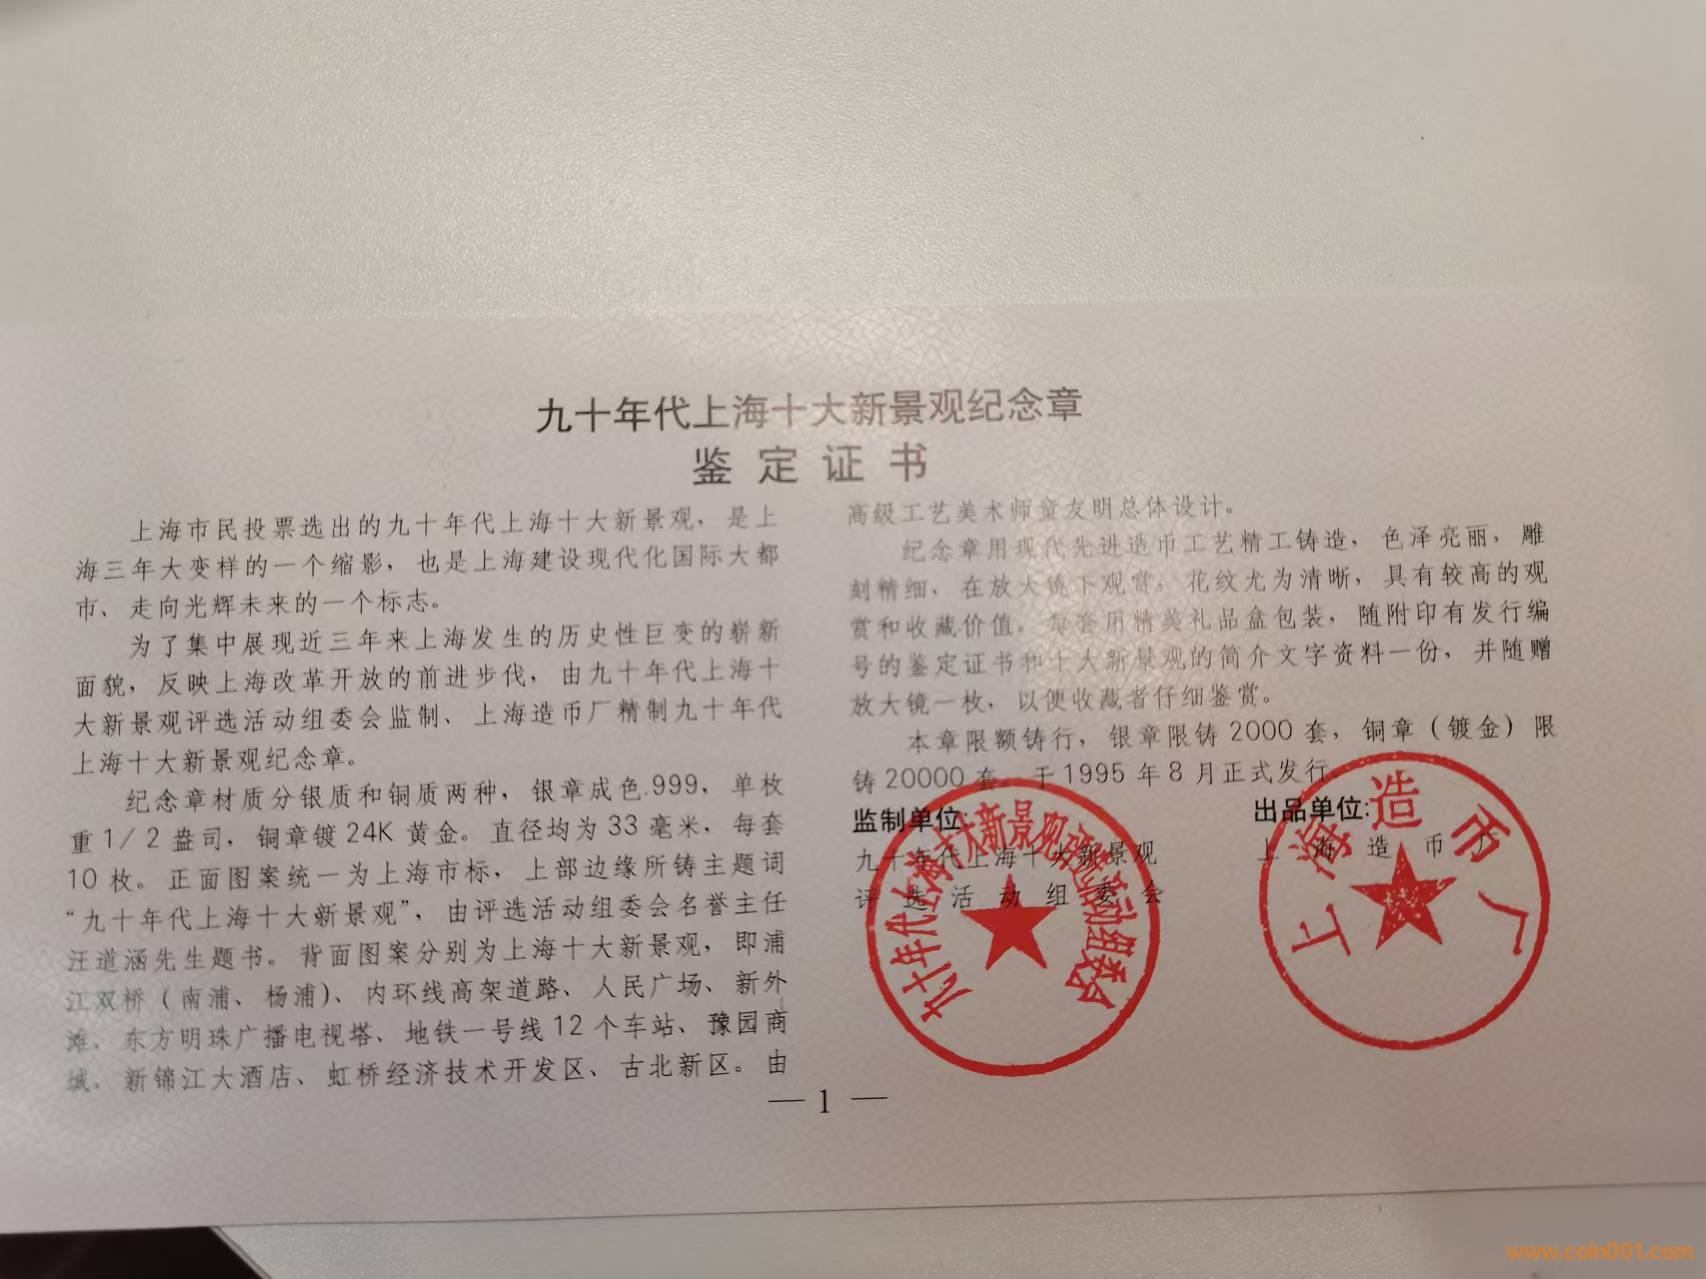 九十年代上海十大新景观纪念章
鉴定证书
上海市民投票选出的九十年代上海十大新景观，是上
海三年大变样的一个缩影，也是上海建设现代化国际大都
市、走向光辉未来的一个标志。
为了集中展现近三年来上海发生的历史性巨变的崭新
面貌，反映上海改革开放的前进步伐，由九十年代上海十
大新景观评选活动组委会监制、上海造币厂精制九十年代
上海十大新景观纪念章。
纪念章材质分银质和铜质两种，银章成色.999，单枚
重1/2盎司，铜章镀24K黄金。直径均为33毫米，每套
10枚。正面图案统一为上海市标，上部边缘所铸主题词
“九十年代上海十大新景观”，由评选活动组委会名誉主任
汪道涵先生题书。背面图案分别为上海十大新景观，即浦
江双桥（南浦、杨浦）、内环线高架道路、人民广场、新外
滩、东方明珠广播电视塔、地铁一号线12个车站、豫园商
城、新锦江大酒店、虹桥经济技术开发区、古北新区。由
高级工艺美术师童友明总体设计。
纪念章用现代先进造币工艺精工铸造，色泽亮丽，雕
刻精细，在放大镜下观赏，花纹尤为清晰，具有较高的观
赏和收藏价值。每套用精美礼品盒包装，随附印有发行编
号的鉴定证书和十大新景观的简介文字资料一份，并随赠
放大镜一枚，以便收藏者仔细鉴赏。
本章限额铸行，银章限铸2000套，铜章（镀金）限
铸20000套，于1995年8月正式发行。
监制单位:
九十年代上海十大新景观
评选活动组委会
出品单位:
上海造币厂
九十年代上海十大新景观评选活动组委会
上海造币厂
— 1 —
www.coin001.com